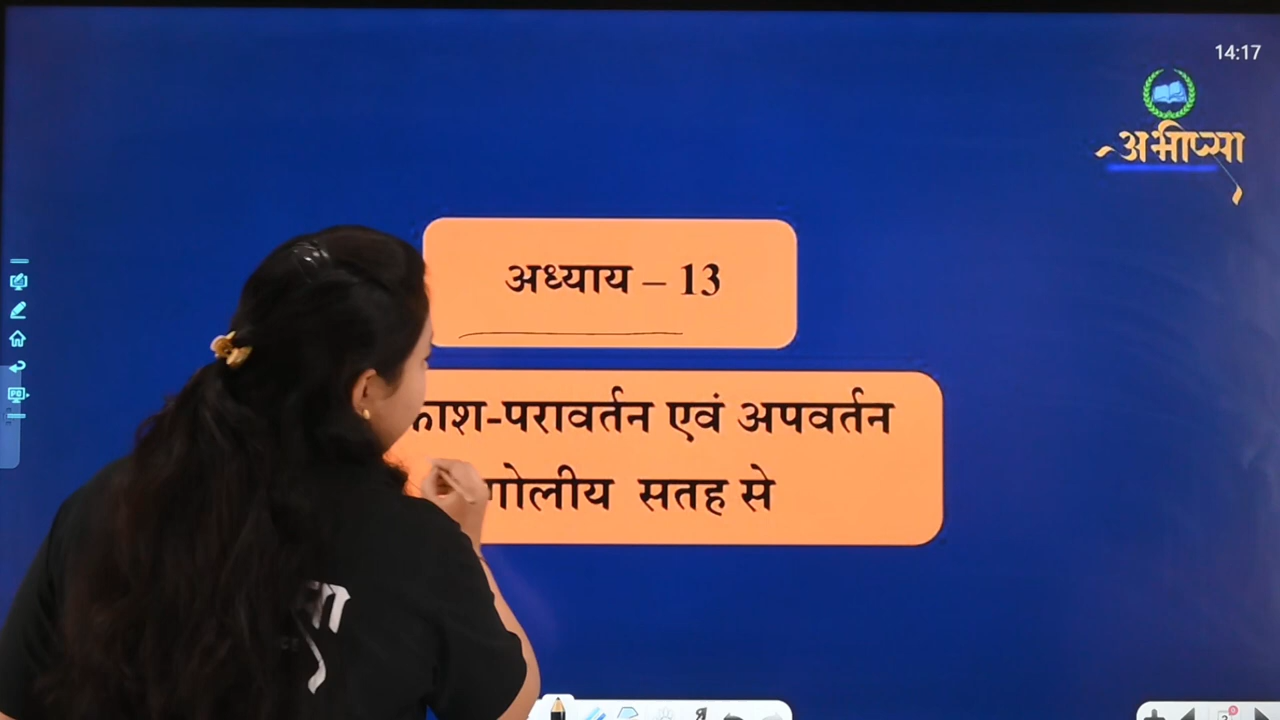 14:17
अभीप्सा
अध्याय – 13
काश-परावर्तन एवं अपवर्तन
गोलीय सतह से